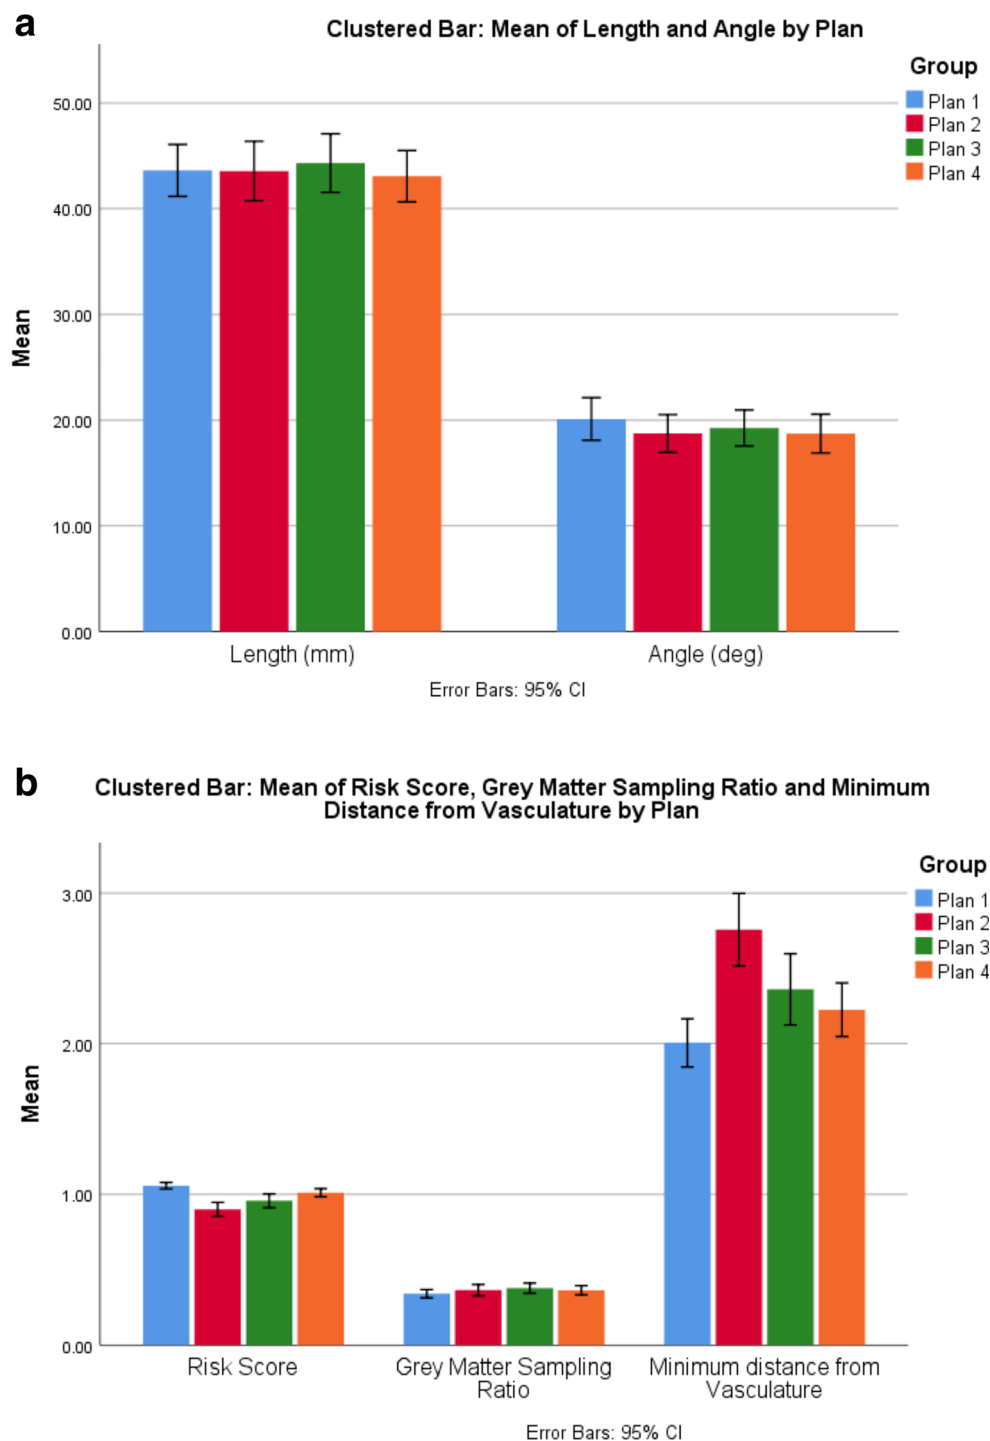 a
Clustered Bar: Mean of Length and Angle by Plan
Group
Plan 1
Plan 2
Plan 3
Plan 4
50.00
40.00
30.00
20.00
10.00
0.00
Mean
Length (mm)
Angle (deg)
Error Bars: 95% CI
b
Clustered Bar: Mean of Risk Score, Grey Matter Sampling Ratio and Minimum
Distance from Vasculature by Plan
Group
Plan 1
Plan 2
Plan 3
Plan 4
3.00
2.00
1.00
0.00
Mean
Risk Score
Grey Matter Sampling
Ratio
Minimum distance from
Vasculature
Error Bars: 95% CI